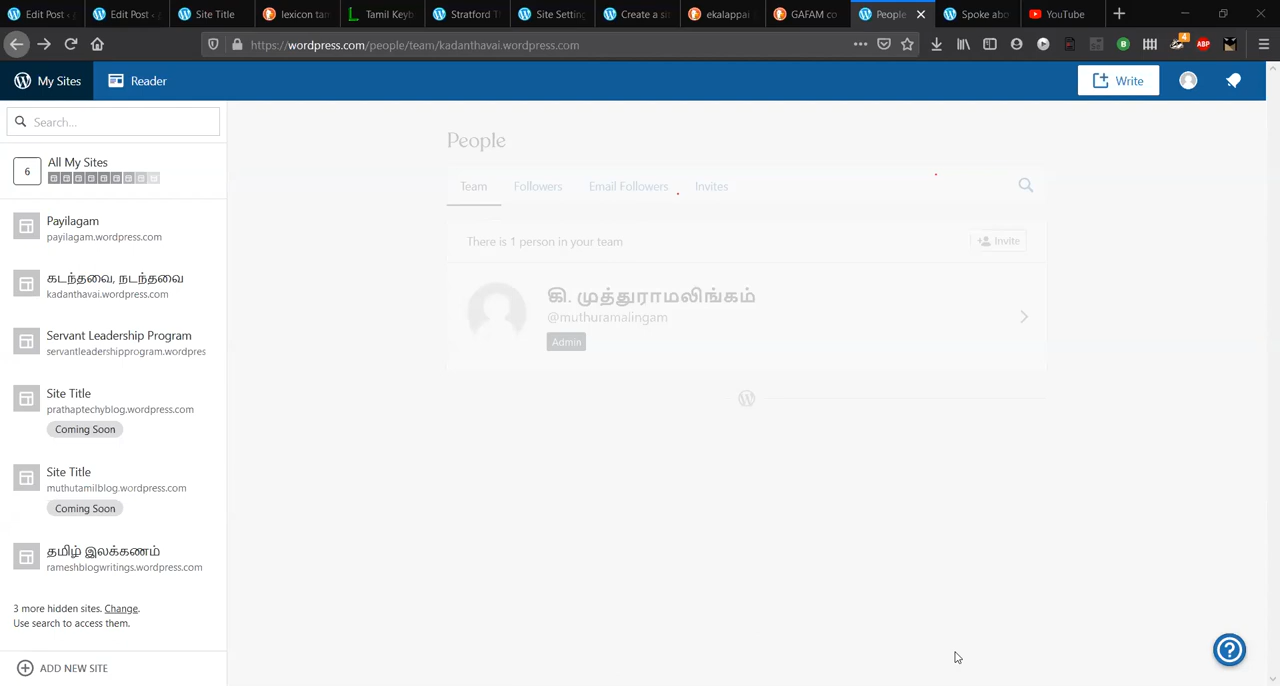 Edit Post ‹
Edit Post ‹
Site Title
lexicon tam
Tamil Keyb
Stratford T
Site Setting
Create a si
ekalappai
GAFAM co
People
Spoke abo
YouTube
https://wordpress.com/people/team/kadanthavai.wordpress.com
My Sites
Reader
Write
Search...
6
All My Sites
Payilagam
payilagam.wordpress.com
கடந்தவை, நடந்தவை
kadanthavai.wordpress.com
Servant Leadership Program
servantleadershipprogram.wordpres
Site Title
prathaptechyblog.wordpress.com
Coming Soon
Site Title
muthutamilblog.wordpress.com
Coming Soon
தமிழ் இலக்கணம்
rameshblogwritings.wordpress.com
3 more hidden sites. Change.
Use search to access them.
ADD NEW SITE
People
Team
Followers
Email Followers
Invites
There is 1 person in your team
Invite
கி. முத்துராமலிங்கம்
@muthuramalingam
Admin
4
ABP
B
?